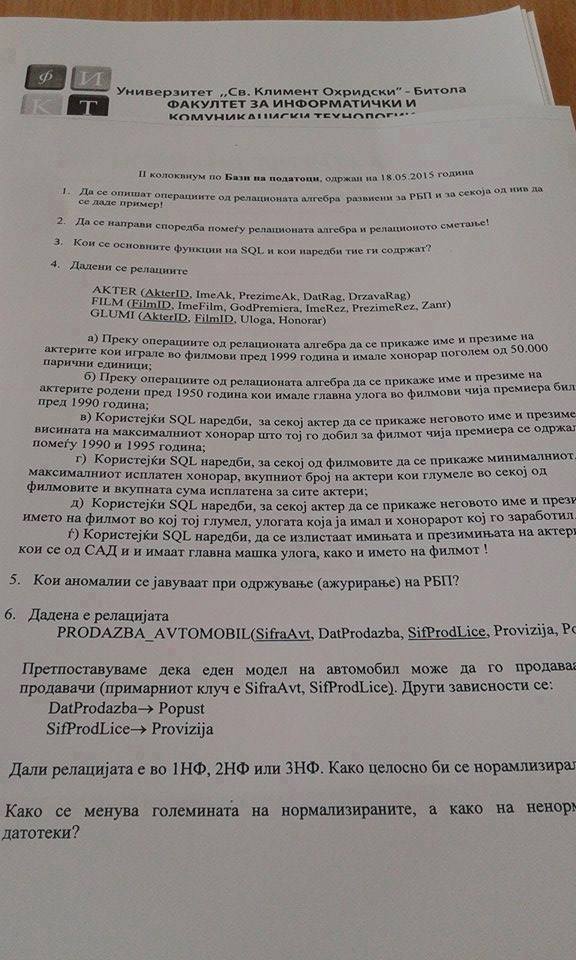 Ф И
К Т
Универзитет ,,Св. Климент Охридски” - Битола
ФАКУЛТЕТ ЗА ИНФОРМАТИЧКИ И
КОМУНИКАЦИСКИ ТЕХНОЛОГИИ
II колоквиум по Бази на податоци, одржан на 18.05.2015 година
1. Да се опишат операциите од релационата алгебра развиени за РБП и за секоја од нив да
се даде пример!
2. Да се направи споредба помеѓу релационата алгебра и релационото сметање!
3. Кои се основните функции на SQL и кои наредби тие ги содржат?
4. Дадени се релациите
AKTER (AkterID, ImeAk, PrezimeAk, DatRag, DrzavaRag)
FILM (FilmID, ImeFilm, GodPremiera, ImeRez, PrezimeRez, Zanr)
GLUMI (AkterID, FilmID, Uloga, Honorar)
а) Преку операциите од релационата алгебра да се прикаже име и презиме на
актерите кои играле во филмови пред 1999 година и имале хонорар поголем од 50.000
парични единици;
б) Преку операциите од релационата алгебра да се прикаже име и презиме на
актерите родени пред 1950 година кои имале главна улога во филмови чија премиера бил
пред 1990 година;
в) Користејќи SQL наредби, за секој актер да се прикаже неговото име и презиме
висината на максималниот хонорар што тој го добил за филмот чија премиера се одржал
помеѓу 1990 и 1995 година;
г) Користејќи SQL наредби, за секој од филмовите да се прикаже минималниот,
максималниот исплатен хонорар, вкупниот број на актери кои глумеле во секој од
филмовите и вкупната сума исплатена за сите актери;
д) Користејќи SQL наредби, за секој актер да се прикаже неговото име и прези
името на филмот во кој тој глумел, улогата која ја имал и хонорарот кој го заработил.
ѓ) Користејќи SQL наредби, да се излистаат имињата и презимињата на актери
кои се од САД и и имаат главна машка улога, како и името на филмот !
5. Кои аномалии се јавуваат при одржување (ажурирање) на РБП?
6. Дадена е релацијата
PRODAZBA_AVTOMOBIL(SifraAvt, DatProdazba, SifProdLice, Provizija, Po
Претпоставуваме дека еден модел на автомобил може да го продаваа
продавачи (примарниот клуч е SifraAvt, SifProdLice). Други зависности се:
DatProdazba→ Popust
SifProdLice→ Provizija
Дали релацијата е во 1НФ, 2НФ или 3НФ. Како целосно би се норамлизирал
Како се менува големината на нормализираните, а како на ненорм
датотеки?